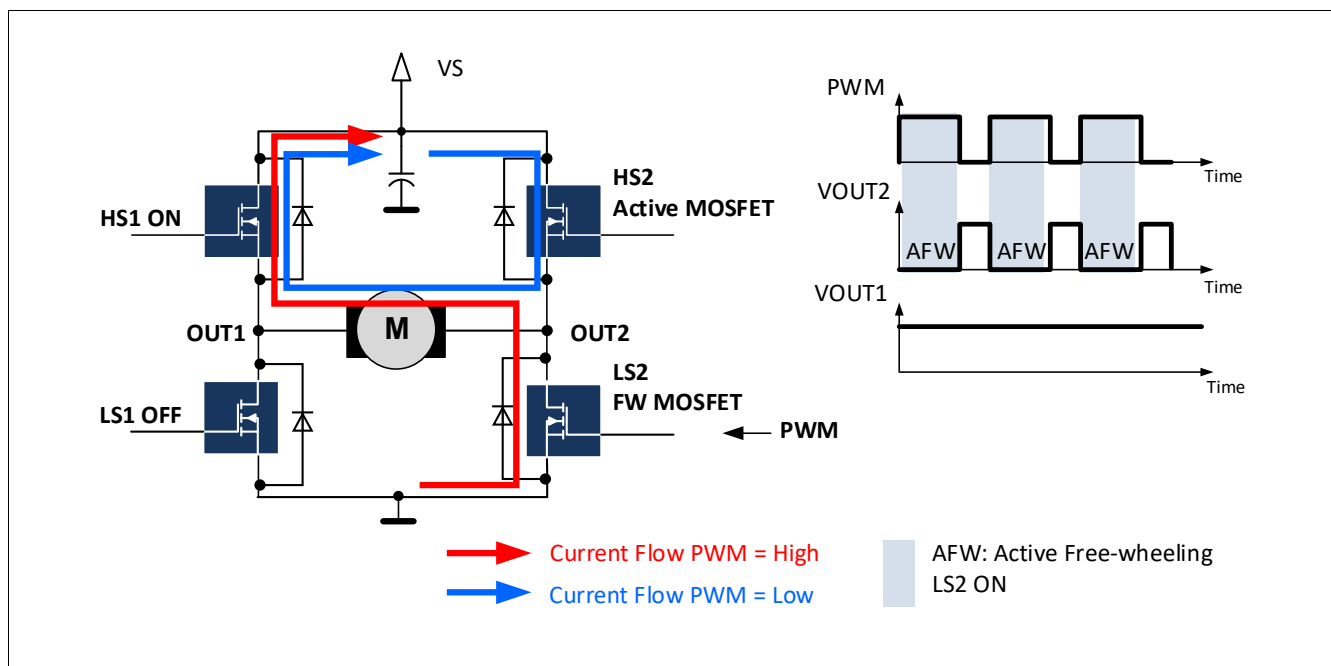 VS
HS1 ON
HS2
Active MOSFET
OUT1
M
OUT2
LS1 OFF
LS2
FW MOSFET
PWM
Current Flow PWM = High
Current Flow PWM = Low
PWM
Time
VOUT2
AFW
AFW
AFW
Time
VOUT1
Time
AFW: Active Free-wheeling
LS2 ON